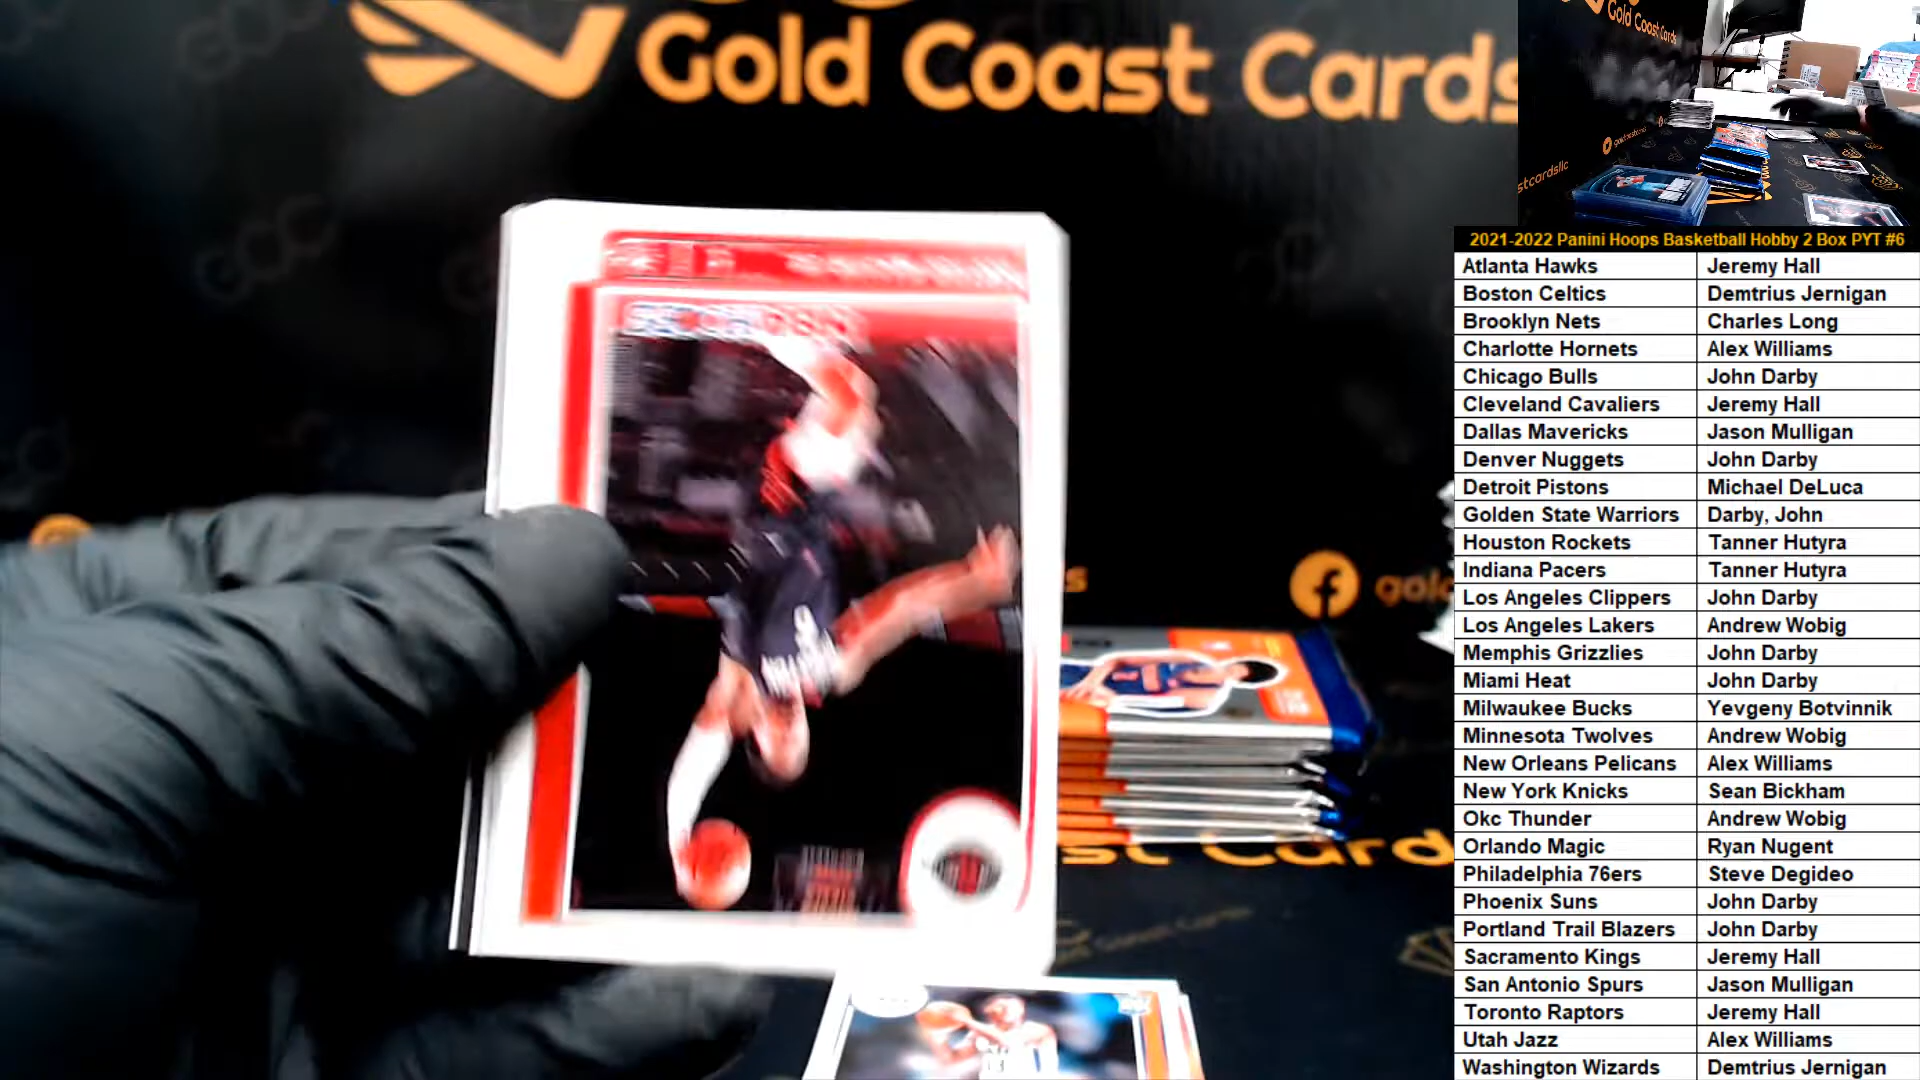 Gold Coast Cards
Gold Coast Cards
stcardsllc
2021-2022 Panini Hoops Basketball Hobby 2 Box PYT #6
Atlanta Hawks Jeremy Hall
Boston Celtics Demtrius Jernigan
Brooklyn Nets Charles Long
Charlotte Hornets Alex Williams
Chicago Bulls John Darby
Cleveland Cavaliers Jeremy Hall
Dallas Mavericks Jason Mulligan
Denver Nuggets John Darby
Detroit Pistons Michael DeLuca
Golden State Warriors Darby, John
Houston Rockets Tanner Hutyra
Indiana Pacers Tanner Hutyra
Los Angeles Clippers John Darby
Los Angeles Lakers Andrew Wobig
Memphis Grizzlies John Darby
Miami Heat John Darby
Milwaukee Bucks Yevgeny Botvinnik
Minnesota Twolves Andrew Wobig
New Orleans Pelicans Alex Williams
New York Knicks Sean Bickham
Okc Thunder Andrew Wobig
Orlando Magic Ryan Nugent
Philadelphia 76ers Steve Degideo
Phoenix Suns John Darby
Portland Trail Blazers John Darby
Sacramento Kings Jeremy Hall
San Antonio Spurs Jason Mulligan
Toronto Raptors Jeremy Hall
Utah Jazz Alex Williams
Washington Wizards Demtrius Jernigan
gold
st Cards